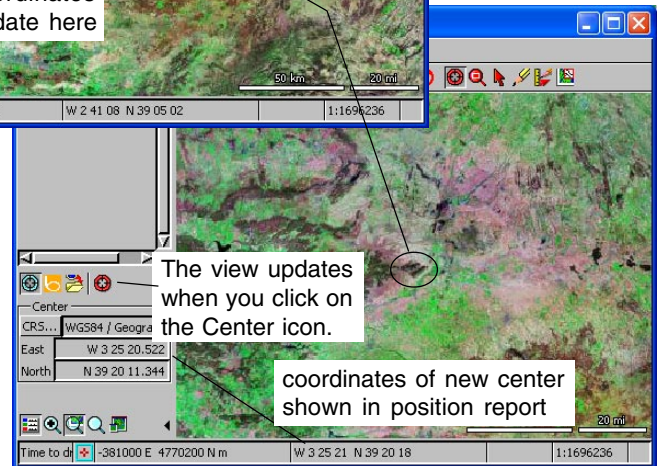 ordinates
date here
50 km
20 mi
W 2 41 08 N 39 05 02
1:1696236
The view updates
when you click on
the Center icon.
Center
CRS...
WGS84 / Geogra
East
W 3 25 20.522
North
N 39 20 11.344
coordinates of new center
shown in position report
20 mi
Time to dr
-381000 E 4770200 N m
W 3 25 21 N 39 20 18
1:1696236